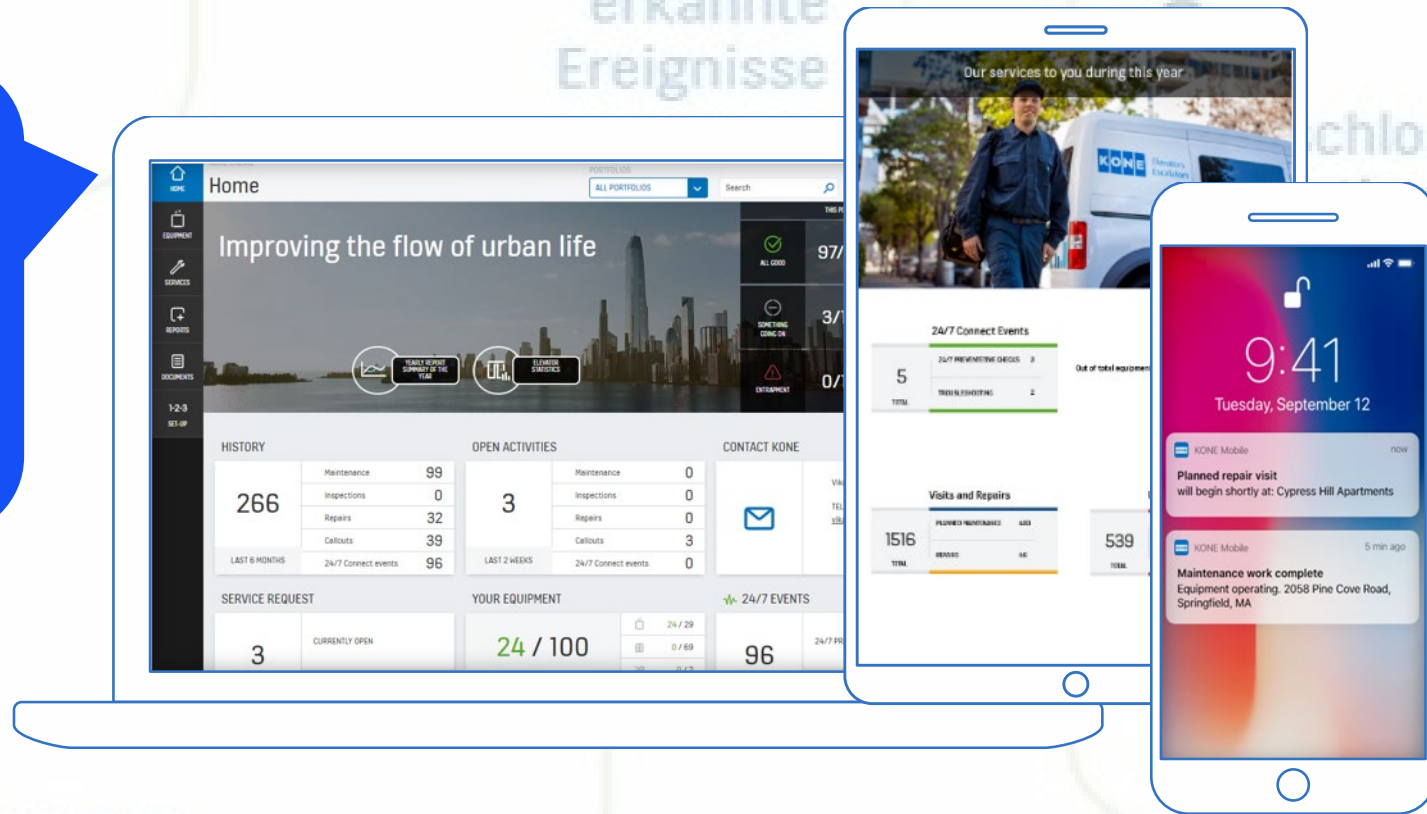 erkannte
Ereignisse
schlo
HOME
Home
PORTFOLIOS
ALL PORTFOLIOS
Search
EQUIPMENT
SERVICES
REPORTS
DOCUMENTS
1-2-3
SET-UP
Improving the flow of urban life
YEARLY REPORT
SUMMARY OF THE
YEAR
ELEVATOR
STATISTICS
ALL GOOD
97/
SOMETHING
GOING ON
3/1
ENTRAPMENT
0/1
HISTORY
266
LAST 6 MONTHS
Maintenance 99
Inspections 0
Repairs 32
Callouts 39
24/7 Connect events 96
OPEN ACTIVITIES
3
LAST 2 WEEKS
Maintenance 0
Inspections 0
Repairs 0
Callouts 3
24/7 Connect events 0
CONTACT KONE
SERVICE REQUEST
3
CURRENTLY OPEN
YOUR EQUIPMENT
24 / 100
24 / 29
0 / 69
24/7 EVENTS
96
Our services to you during this year
KONE Elevators
Escalators
24/7 Connect Events
5
TOTAL
24/7 PREVENTATIVE CHECKS 3
TROUBLESHOOTING 2
Out of total equipment
Visits and Repairs
1516
TOTAL
PLANNED MAINTENANCE
REPAIRS
539
TOTAL
9:41
Tuesday, September 12
KONE Mobile now
Planned repair visit
will begin shortly at: Cypress Hill Apartments
KONE Mobile 5 min ago
Maintenance work complete
Equipment operating. 2058 Pine Cove Road,
Springfield, MA